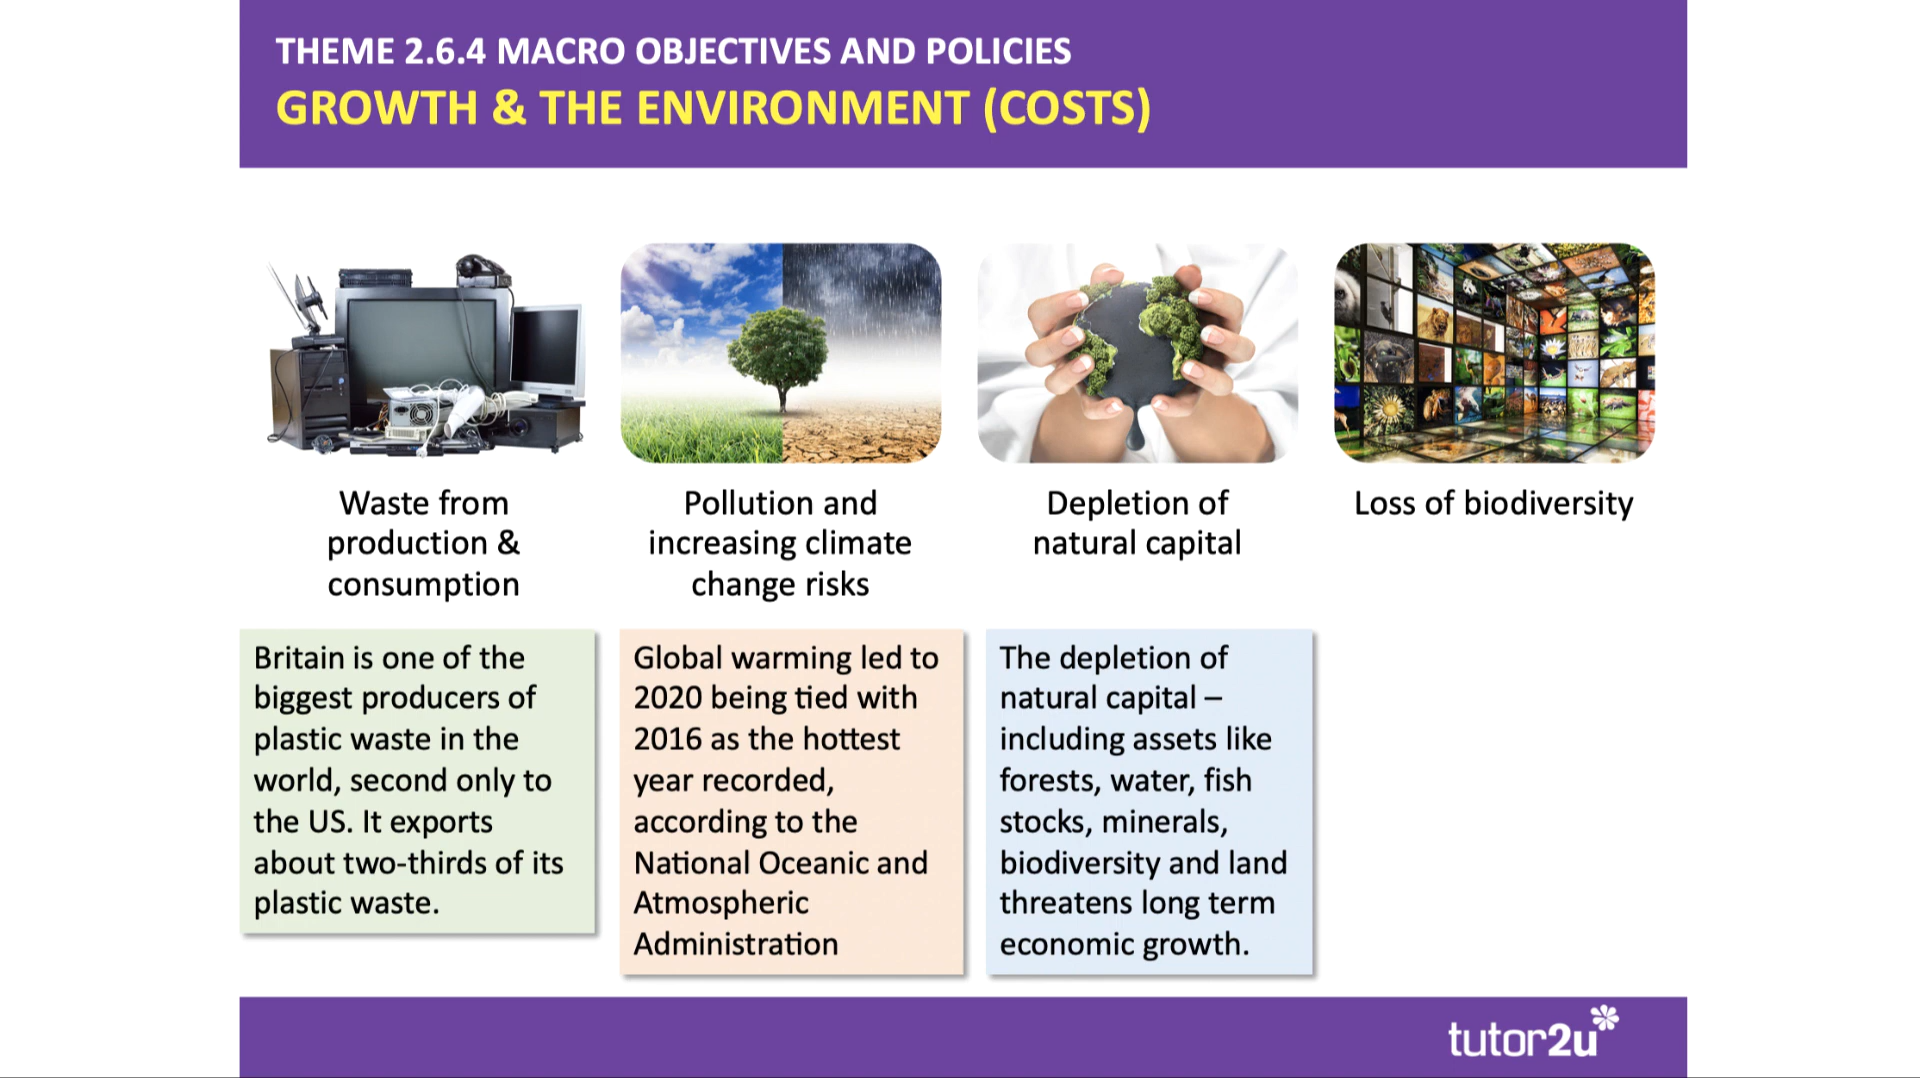 THEME 2.6.4 MACRO OBJECTIVES AND POLICIES
GROWTH & THE ENVIRONMENT (COSTS)
Waste from
production &
consumption
Pollution and
increasing climate
change risks
Depletion of
natural capital
Loss of biodiversity
Britain is one of the
biggest producers of
plastic waste in the
world, second only to
the US. It exports
about two-thirds of its
plastic waste.
Global warming led to
2020 being tied with
2016 as the hottest
year recorded,
according to the
National Oceanic and
Atmospheric
Administration
The depletion of
natural capital –
including assets like
forests, water, fish
stocks, minerals,
biodiversity and land
threatens long term
economic growth.
tutor2u